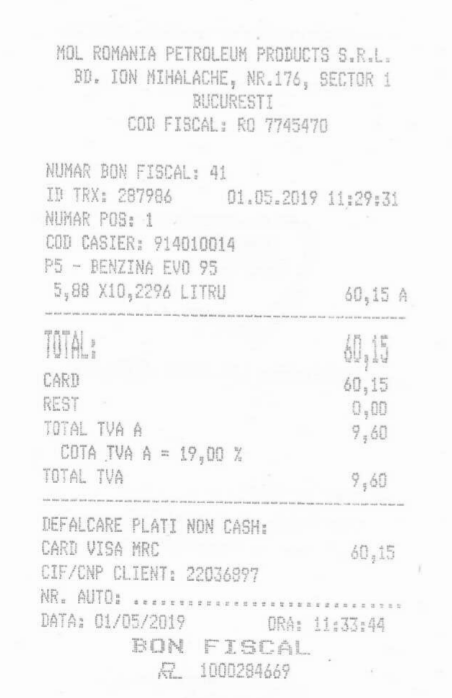 MOL ROMANIA PETROLEUM PRODUCTS S.R.L.
BD. ION MIHALACHE, NR.176, SECTOR 1
BUCURESTI
COD FISCAL: RO 7745470
NUMAR BON FISCAL: 41
ID TRX: 287986 01.05.2019 11:29:31
NUMAR POS: 1
COD CASIER: 914010014
P5 - BENZINA EVO 95
5,88 X10,2296 LITRU 60,15 A
TOTAL: 60,15
CARD 60,15
REST 0,00
TOTAL TVA A 9,60
COTA TVA A = 19,00 %
TOTAL TVA 9,60
DEFALCARE PLATI NON CASH:
CARD VISA MRC 60,15
CIF/CNP CLIENT: 22036897
NR. AUTO: ..............................
DATA: 01/05/2019 ORA: 11:33:44
BON FISCAL
1000284669